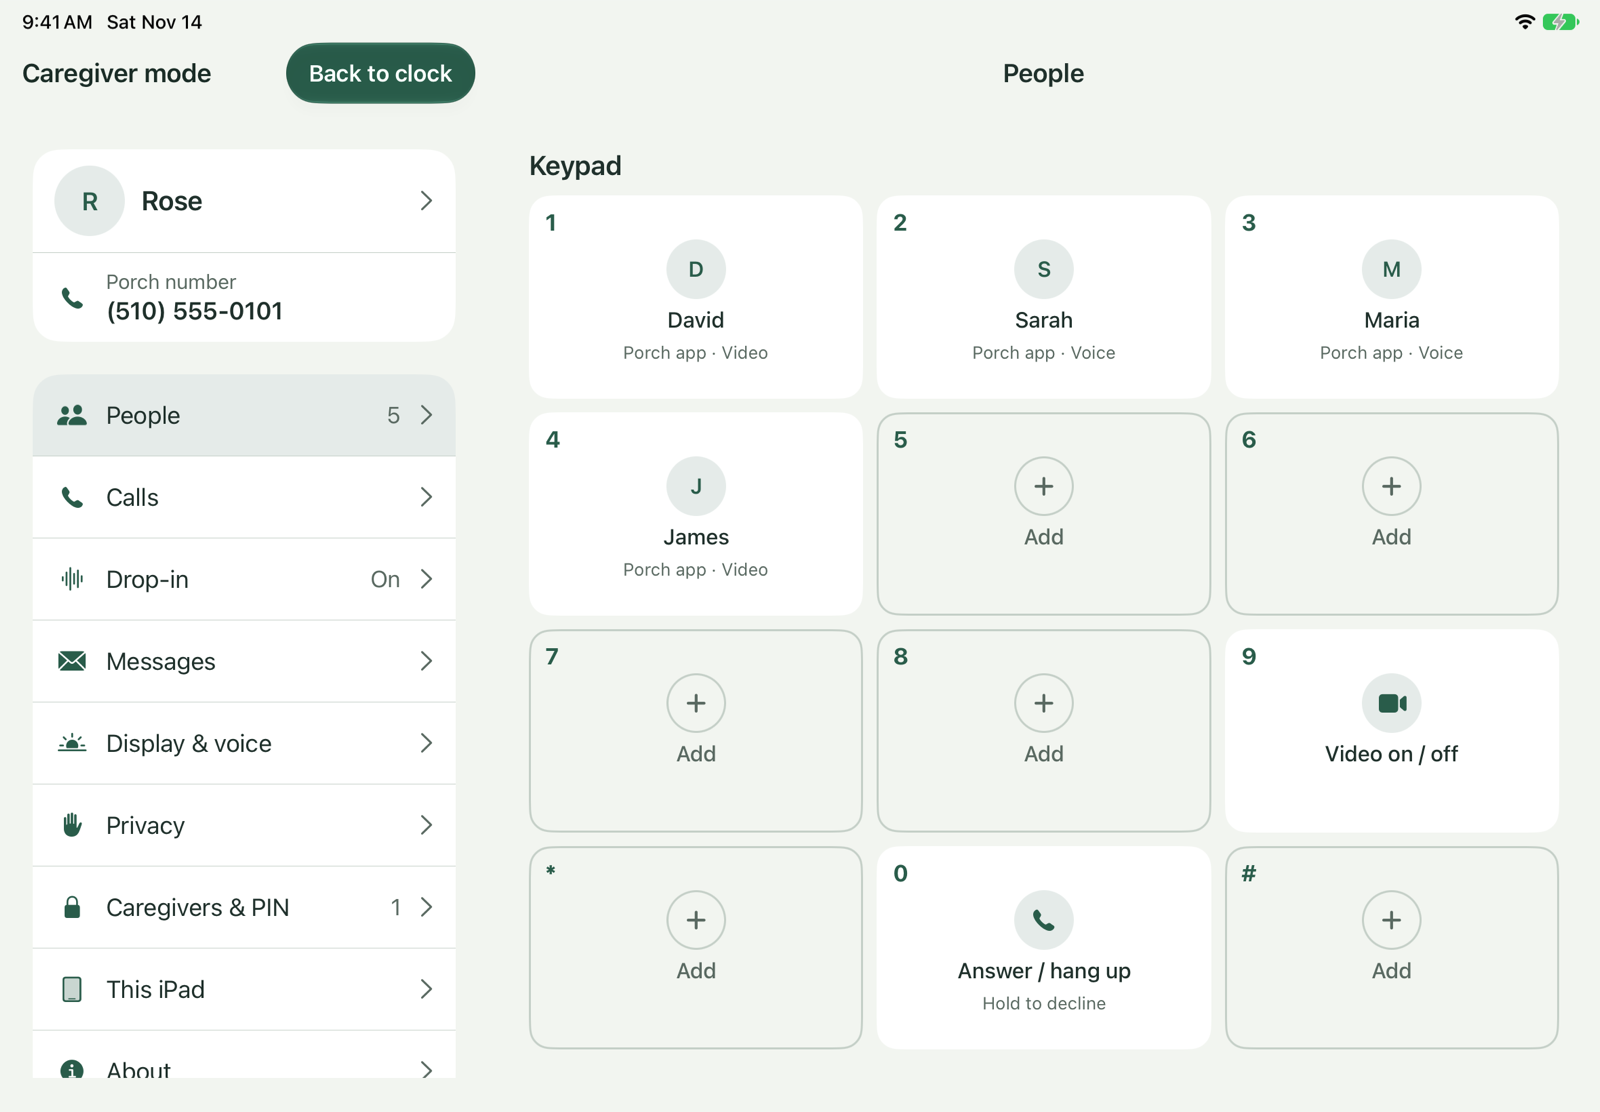 9:41 AM Sat Nov 14
Caregiver mode
Back to clock
People
R
Rose
Porch number
(510) 555-0101
People 5
Calls
Drop-in On
Messages
Display & voice
Privacy
Caregivers & PIN 1
This iPad
About
Keypad
1
D
David
Porch app · Video
2
S
Sarah
Porch app · Voice
3
M
Maria
Porch app · Voice
4
J
James
Porch app · Video
5
Add
6
Add
7
Add
8
Add
9
Video on / off
*
Add
0
Answer / hang up
Hold to decline
#
Add